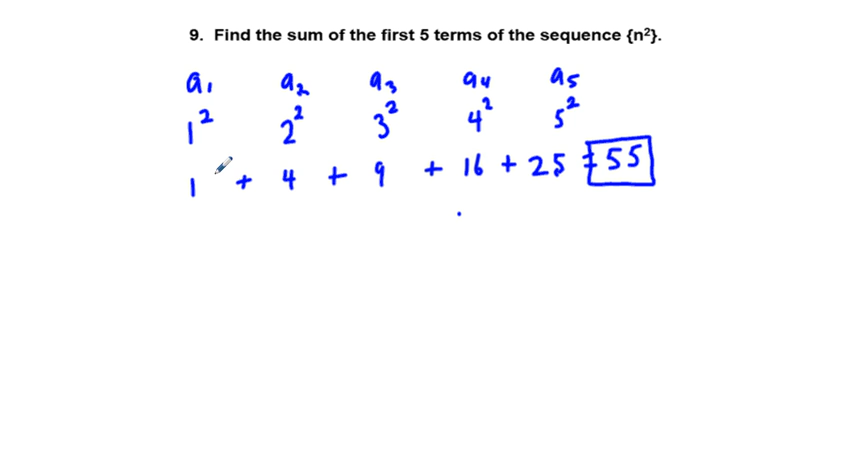 9. Find the sum of the first 5 terms of the sequence {n²}.
a₁ a₂ a₃ a₄ a₅
1² 2² 3² 4² 5²
1 + 4 + 9 + 16 + 25 = 55